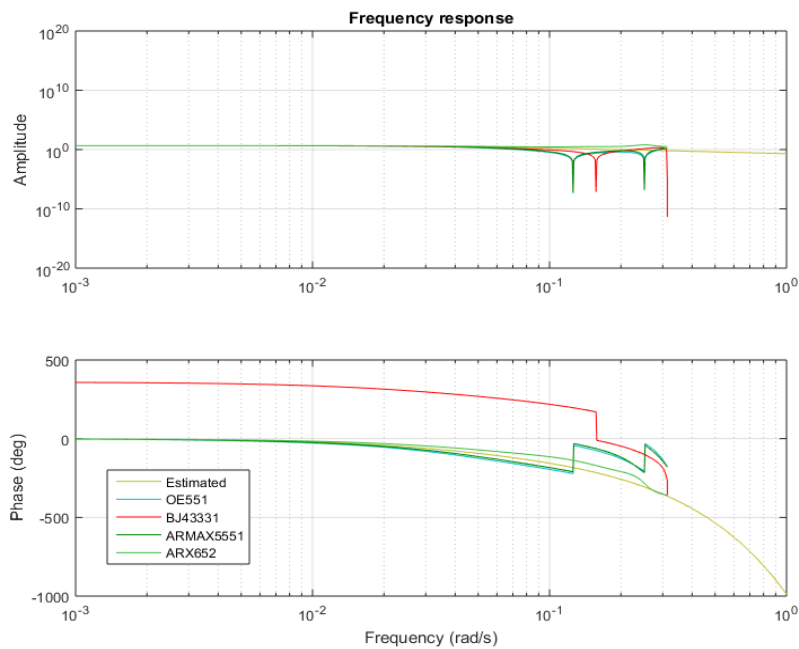 Frequency response
10^20
10^10
10^0
10^-10
10^-20
Amplitude
10^-3
10^-2
10^-1
10^0
500
0
-500
-1000
Phase (deg)
Estimated
OE551
BJ43331
ARMAX5551
ARX652
10^-3
10^-2
10^-1
10^0
Frequency (rad/s)